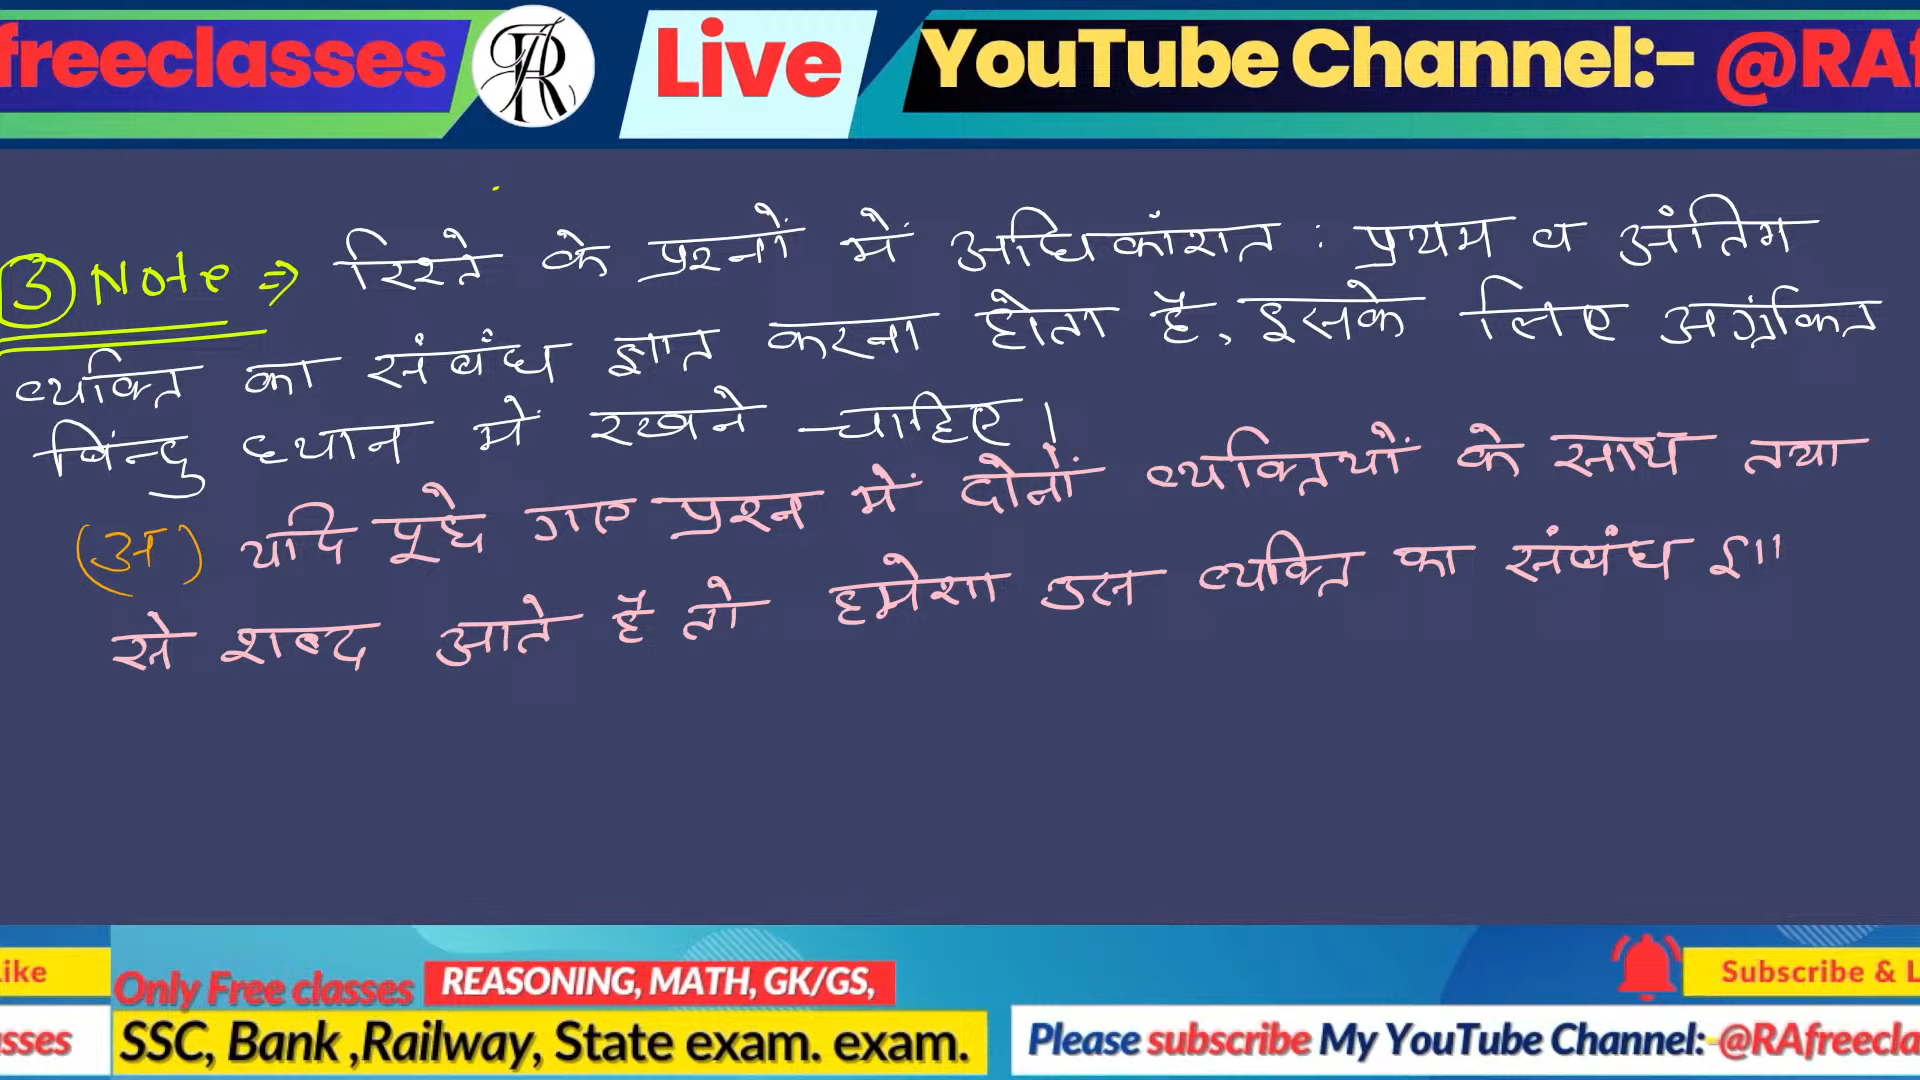 freeclasses
Live
YouTube Channel:- @RAf
③ Note ⇒ रिश्ते के प्रश्नों में अधिकांशत: प्रथम व अंतिम
व्यक्ति का संबंध ज्ञात करना होता है, इसके लिए अग्रंकित
बिन्दु ध्यान में रखने चाहिए।
(अ) यदि पूछे गए प्रश्न में दोनों व्यक्तियों के साथ तथा
से शब्द आते है तो हमेशा उस व्यक्ति का संबंध
ike
Only Free classes REASONING, MATH, GK/GS,
Subscribe & L
sses
SSC, Bank ,Railway, State exam. exam.
Please subscribe My YouTube Channel:-@RAfreecla